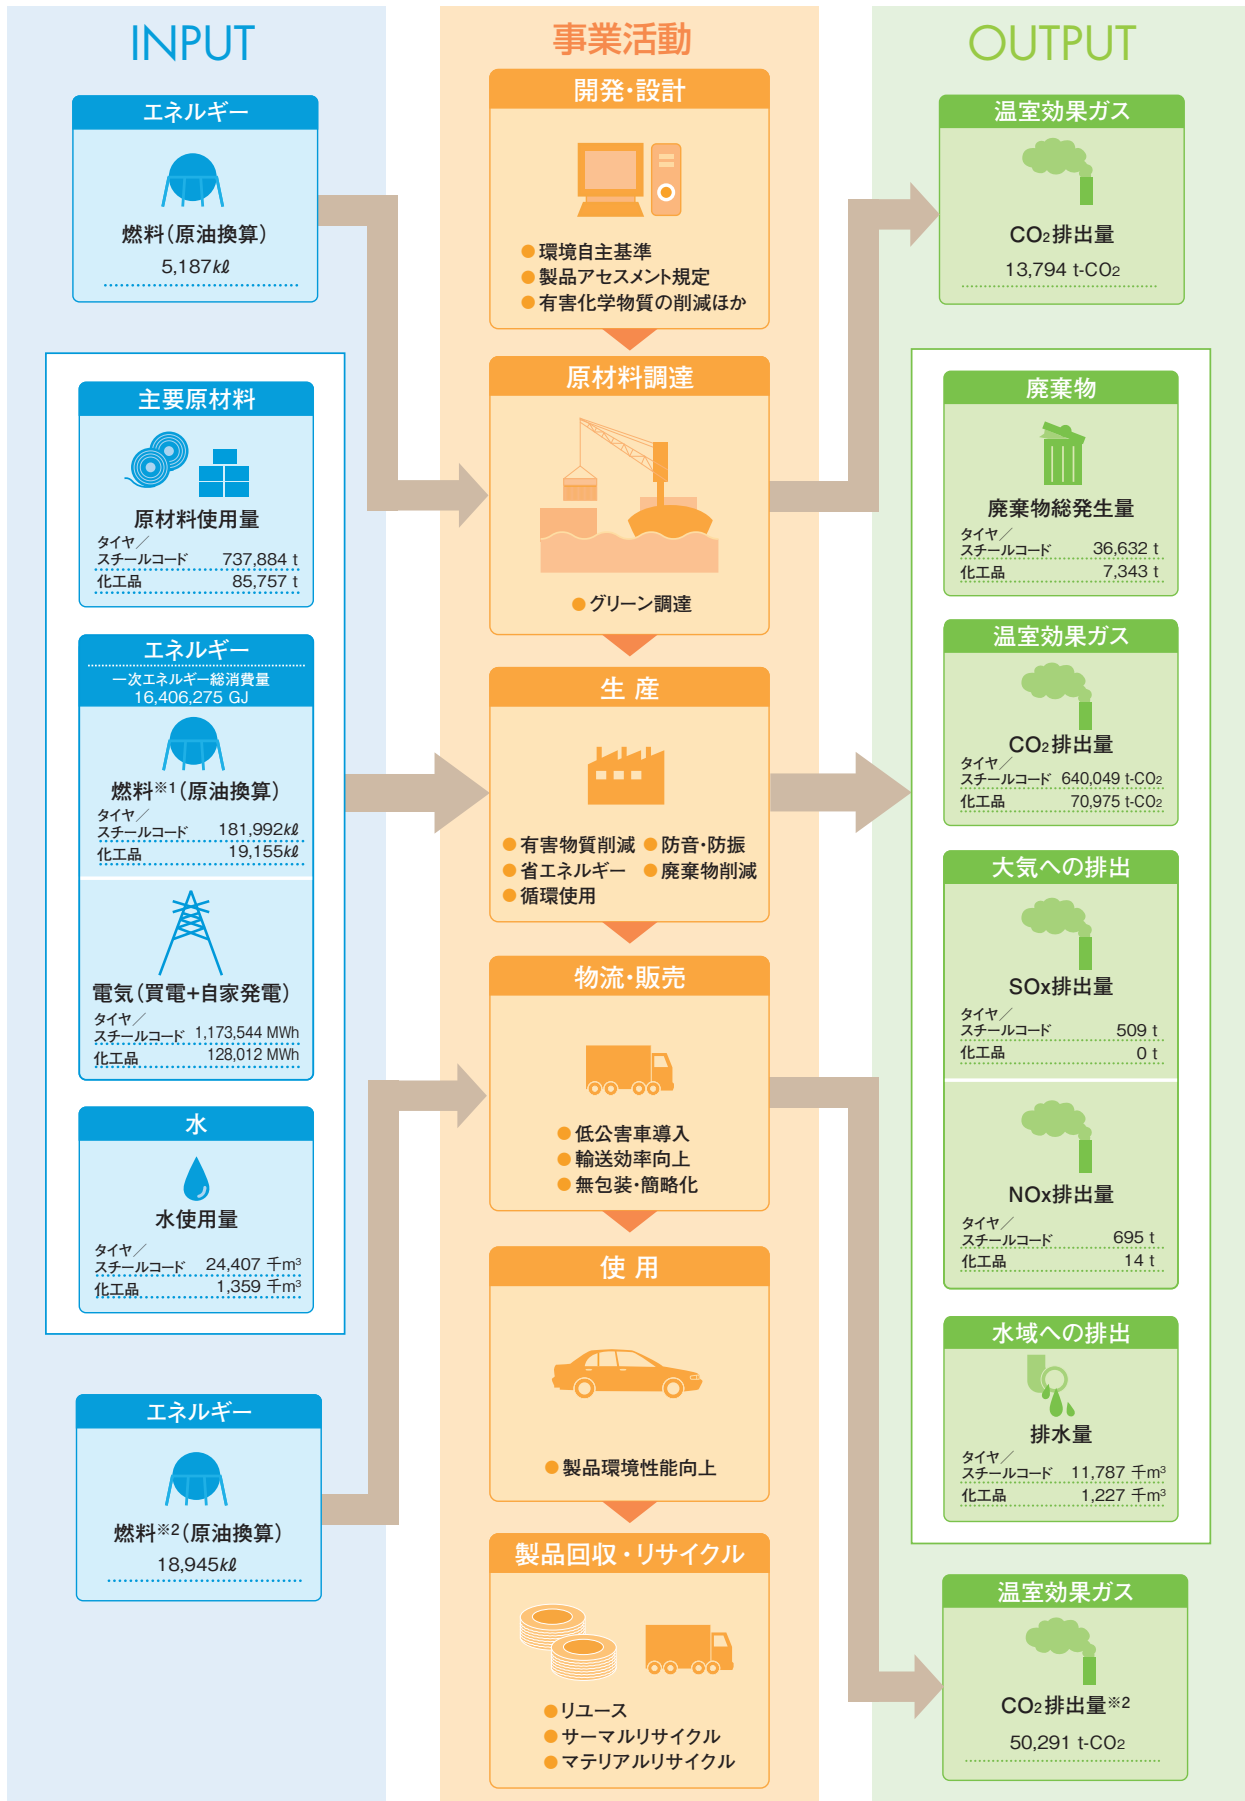 INPUT
エネルギー
燃料(原油換算)
5,187kℓ
主要原材料
原材料使用量
タイヤ／
スチールコード 737,884 t
化工品 85,757 t
エネルギー
一次エネルギー総消費量
16,406,275 GJ
燃料※1(原油換算)
タイヤ／
スチールコード 181,992kℓ
化工品 19,155kℓ
電気(買電+自家発電)
タイヤ／
スチールコード 1,173,544 MWh
化工品 128,012 MWh
水
水使用量
タイヤ／
スチールコード 24,407 千m³
化工品 1,359 千m³
エネルギー
燃料※2(原油換算)
18,945kℓ
事業活動
開発・設計
●環境自主基準
●製品アセスメント規定
●有害化学物質の削減ほか
原材料調達
●グリーン調達
生 産
●有害物質削減 ●防音・防振
●省エネルギー ●廃棄物削減
●循環使用
物流・販売
●低公害車導入
●輸送効率向上
●無包装・簡略化
使 用
●製品環境性能向上
製品回収・リサイクル
●リユース
●サーマルリサイクル
●マテリアルリサイクル
OUTPUT
温室効果ガス
CO₂排出量
13,794 t-CO₂
廃棄物
廃棄物総発生量
タイヤ／
スチールコード 36,632 t
化工品 7,343 t
温室効果ガス
CO₂排出量
タイヤ／
スチールコード 640,049 t-CO₂
化工品 70,975 t-CO₂
大気への排出
SOx排出量
タイヤ／
スチールコード 509 t
化工品 0 t
NOx排出量
タイヤ／
スチールコード 695 t
化工品 14 t
水域への排出
排水量
タイヤ／
スチールコード 11,787 千m³
化工品 1,227 千m³
温室効果ガス
CO₂排出量※2
50,291 t-CO₂